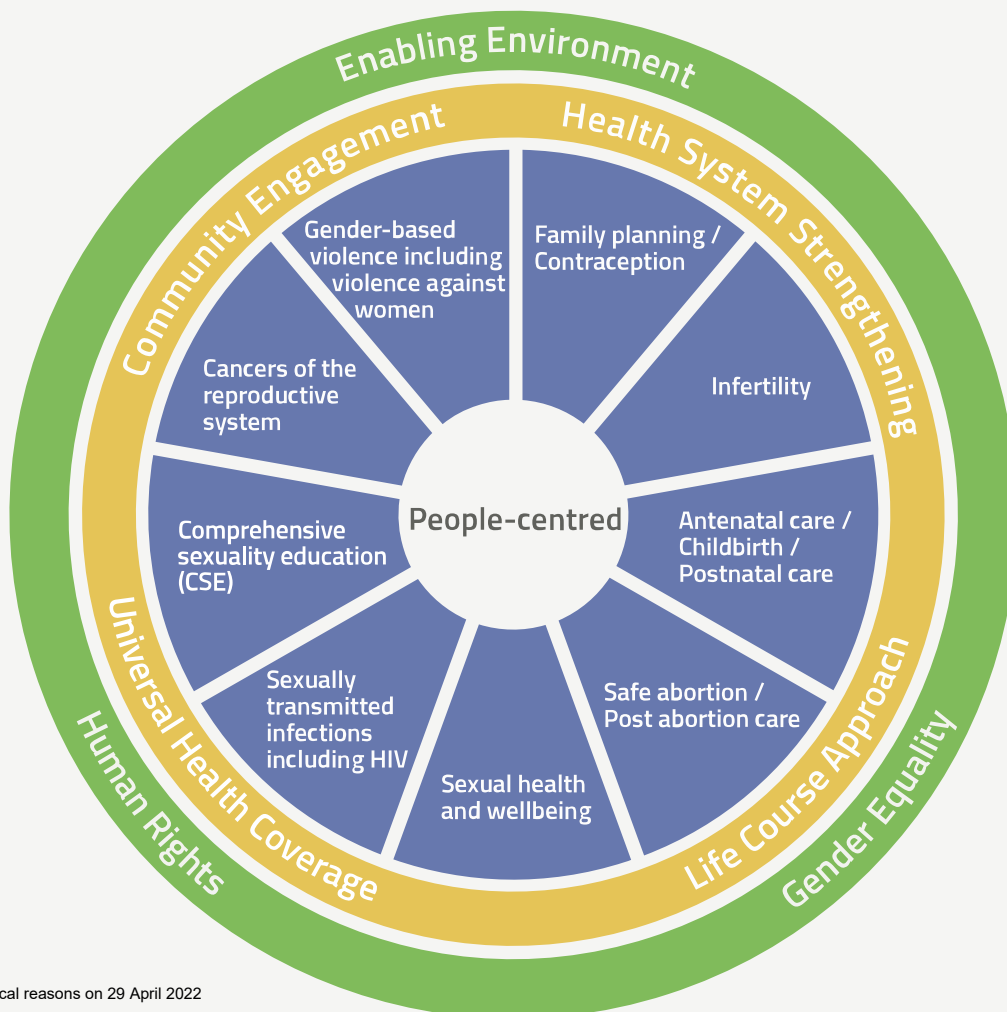 Enabling Environment
Community Engagement
Health System Strengthening
Gender-based
violence including
violence against
women
Family planning /
Contraception
Infertility
Cancers of the
reproductive
system
People-centred
Antenatal care /
Childbirth /
Postnatal care
Comprehensive
sexuality education
(CSE)
Safe abortion /
Post abortion care
Sexually
transmitted
infections
including HIV
Sexual health
and wellbeing
Universal Health Coverage
Life Course Approach
Human Rights
Gender Equality
cal reasons on 29 April 2022